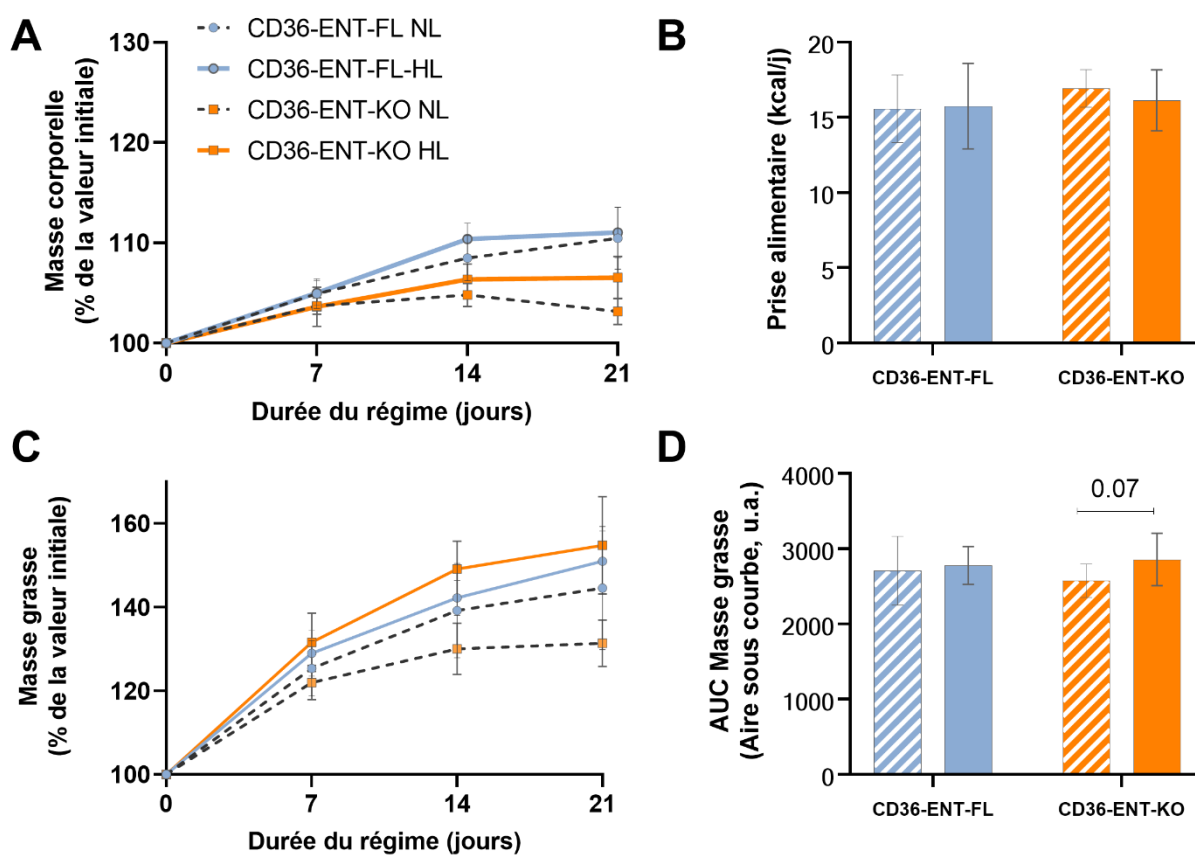 A
Masse corporelle
(% de la valeur initiale)
130
120
110
100
0
7
14
21
Durée du régime (jours)
CD36-ENT-FL NL
CD36-ENT-FL-HL
CD36-ENT-KO NL
CD36-ENT-KO HL
B
Prise alimentaire (kcal/j)
20
15
10
5
0
CD36-ENT-FL
CD36-ENT-KO
C
Masse grasse
(% de la valeur initiale)
160
140
120
100
0
7
14
21
Durée du régime (jours)
D
AUC Masse grasse
(Aire sous courbe, u.a.)
4000
3000
2000
1000
0
0.07
CD36-ENT-FL
CD36-ENT-KO